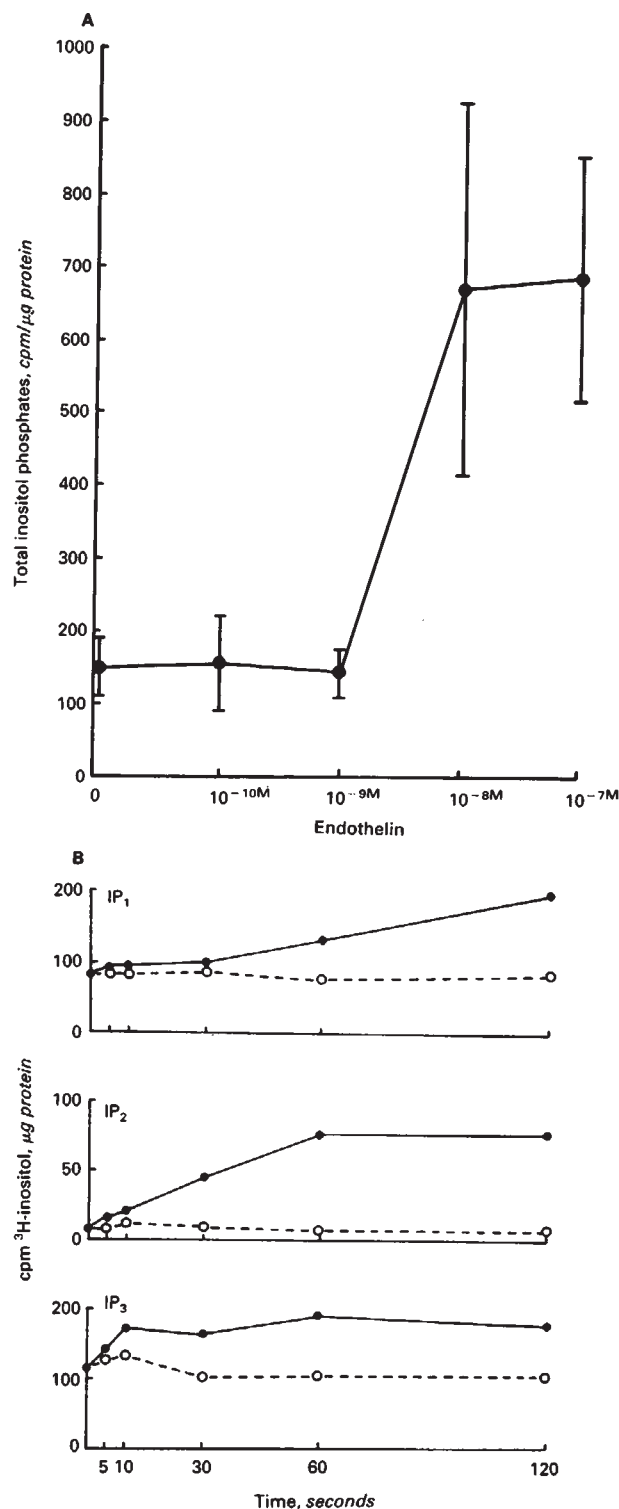 A
1000
900
800
700
600
500
400
300
200
100
0
Total inositol phosphates, cpm/µg protein
0 10⁻¹⁰M 10⁻⁹M 10⁻⁸M 10⁻⁷M
Endothelin
B
200
100
0
IP₁
100
50
0
IP₂
200
100
0
IP₃
cpm ³H-inositol, µg protein
5 10 30 60 120
Time, seconds